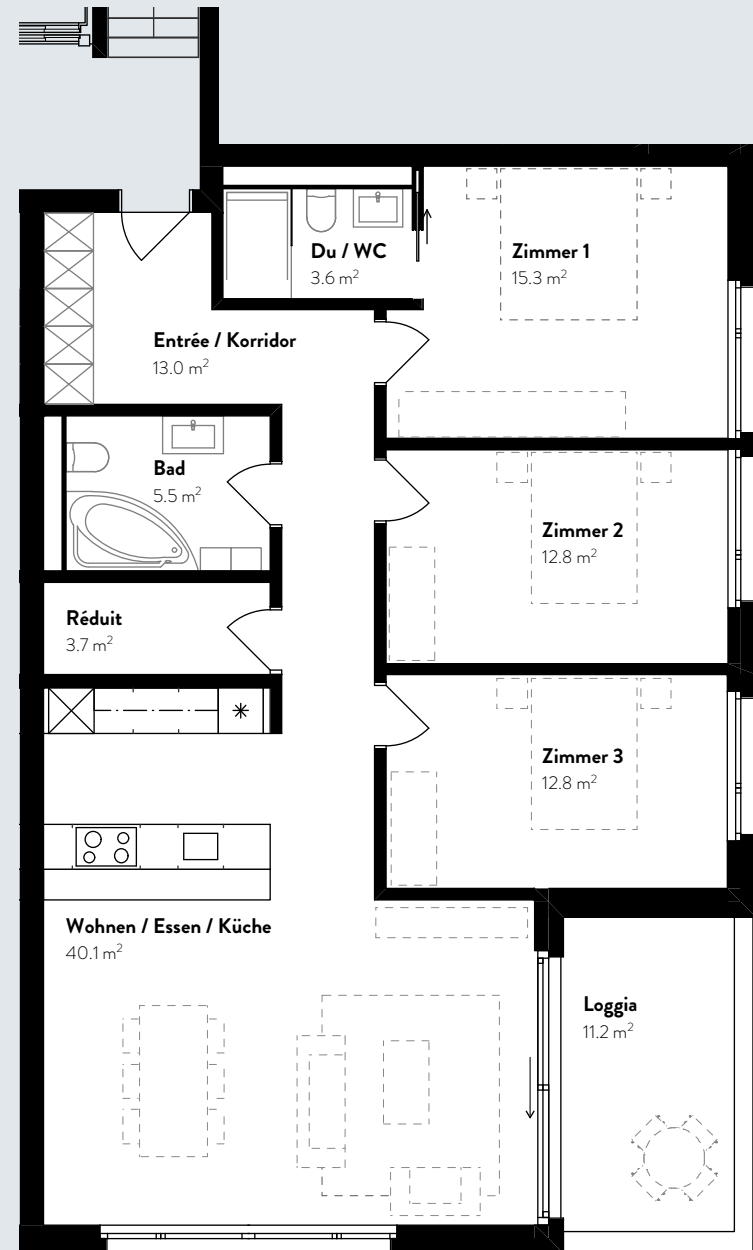 Du / WC
3.6 m²
Zimmer 1
15.3 m²
Entrée / Korridor
13.0 m²
Bad
5.5 m²
Zimmer 2
12.8 m²
Réduit
3.7 m²
Zimmer 3
12.8 m²
Wohnen / Essen / Küche
40.1 m²
Loggia
11.2 m²